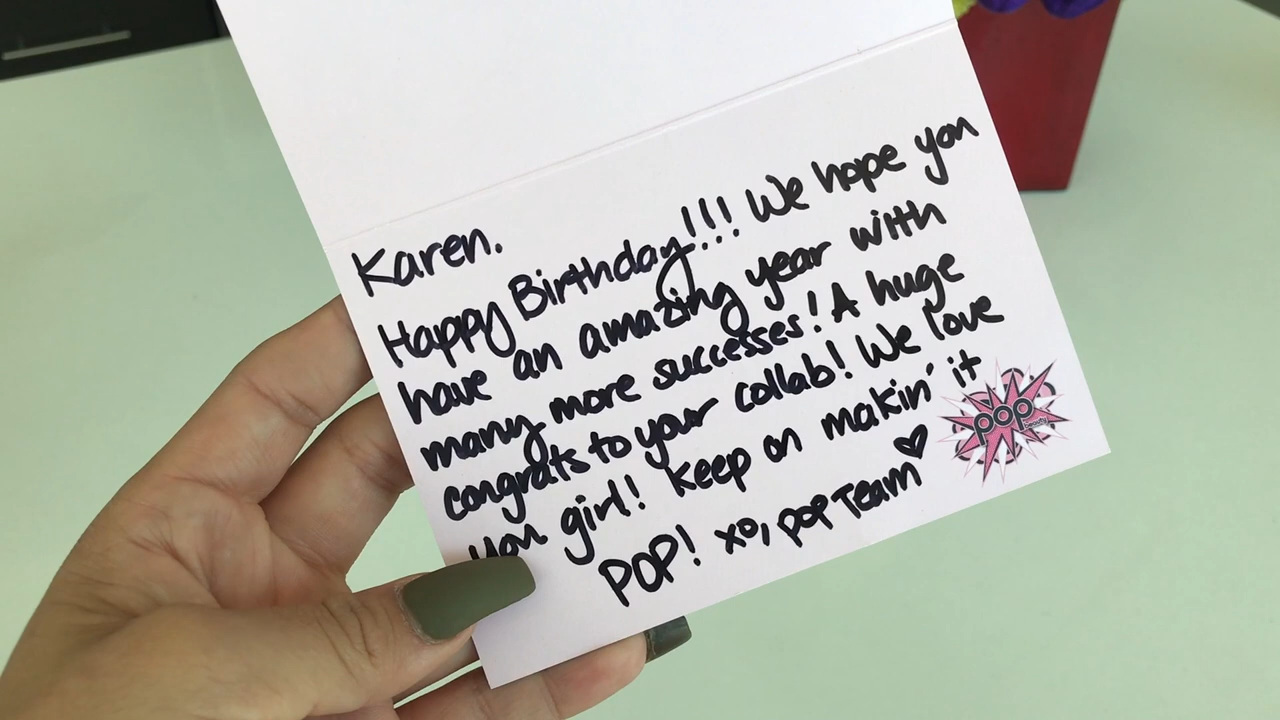 Karen.
Happy Birthday!!! We hope you
have an amazing year with
many more successes! A huge
congrats to your collab! We love
you girl! Keep on makin' it
POP! xo, pop Team
pop
beauty